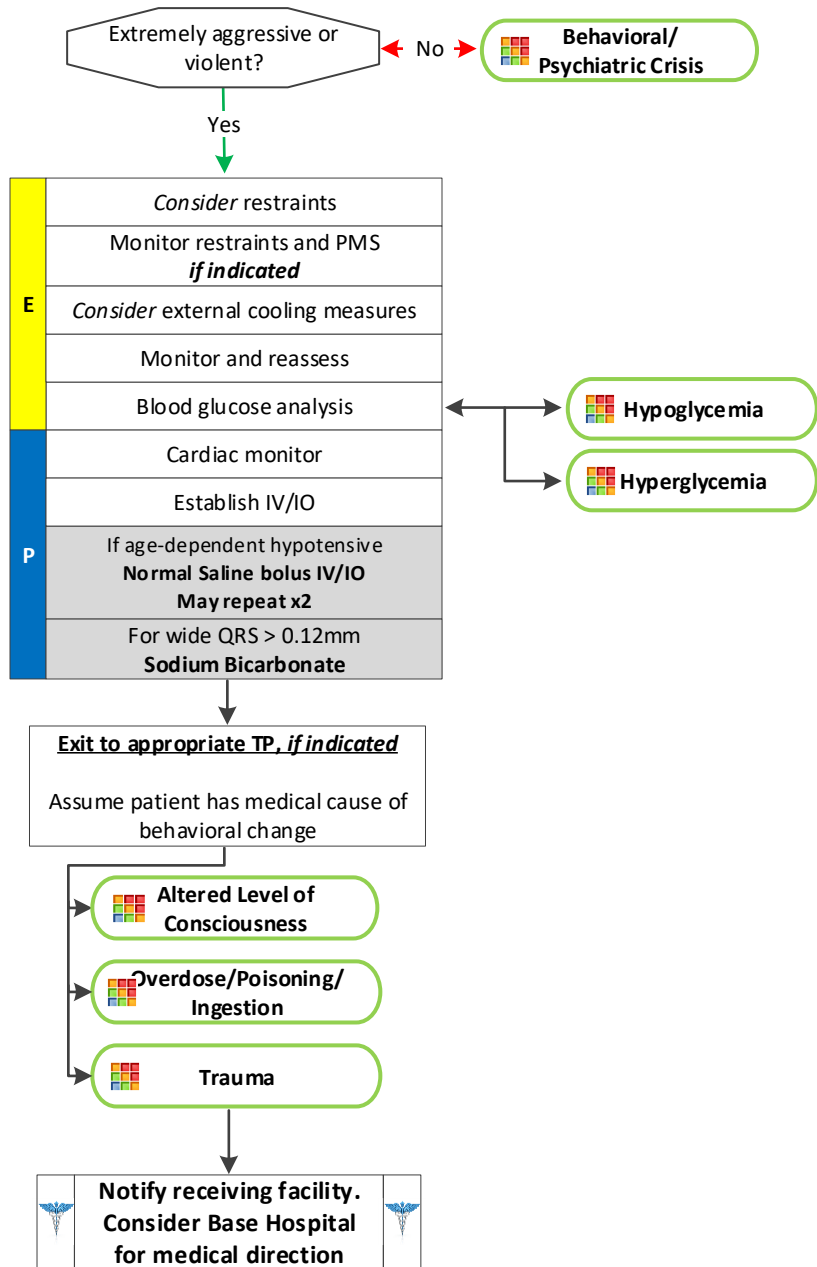 Extremely aggressive or
violent?
No
Behavioral/
Psychiatric Crisis
Yes
E
Consider restraints
Monitor restraints and PMS
if indicated
Consider external cooling measures
Monitor and reassess
Blood glucose analysis
Hypoglycemia
Hyperglycemia
P
Cardiac monitor
Establish IV/IO
If age-dependent hypotensive
Normal Saline bolus IV/IO
May repeat x2
For wide QRS > 0.12mm
Sodium Bicarbonate
Exit to appropriate TP, if indicated
Assume patient has medical cause of
behavioral change
Altered Level of
Consciousness
Overdose/Poisoning/
Ingestion
Trauma
Notify receiving facility.
Consider Base Hospital
for medical direction